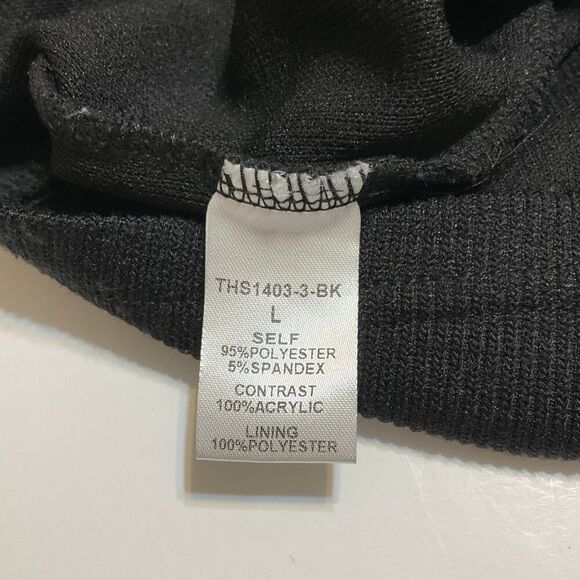 THS1403-3-BK
L
SELF
95%POLYESTER
5%SPANDEX
CONTRAST
100%ACRYLIC
LINING
100%POLYESTER